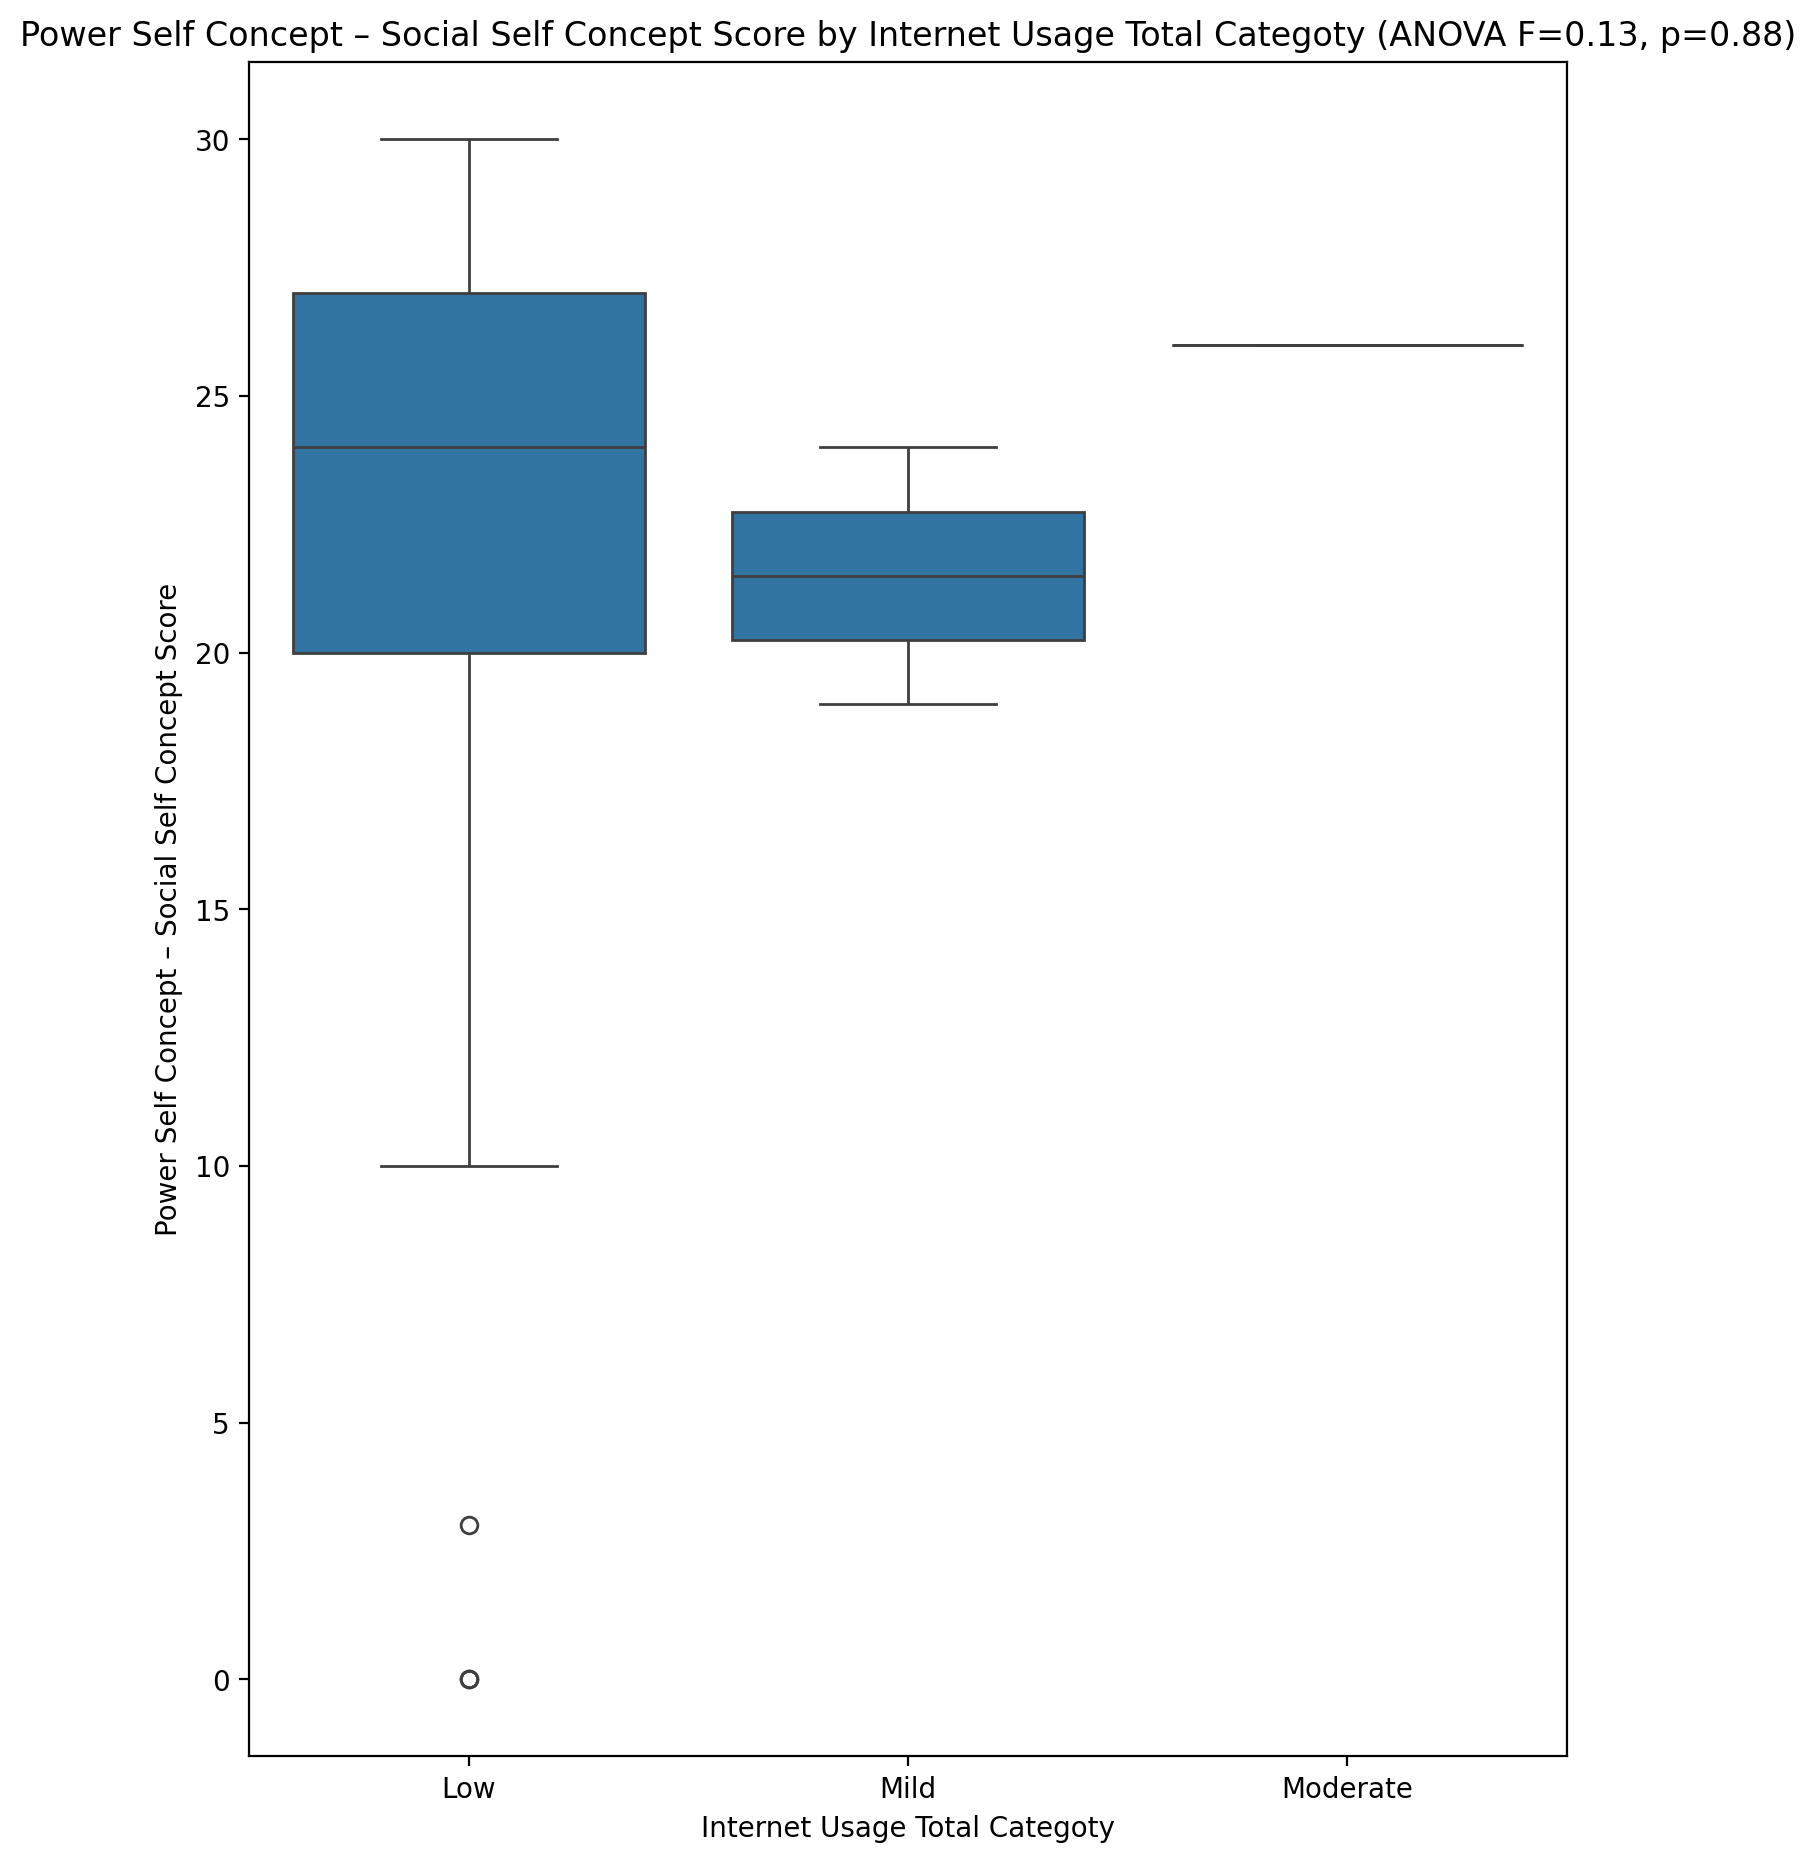 Power Self Concept – Social Self Concept Score by Internet Usage Total Categoty (ANOVA F=0.13, p=0.88)
Power Self Concept – Social Self Concept Score
30
25
20
15
10
5
0
Low
Mild
Moderate
Internet Usage Total Categoty